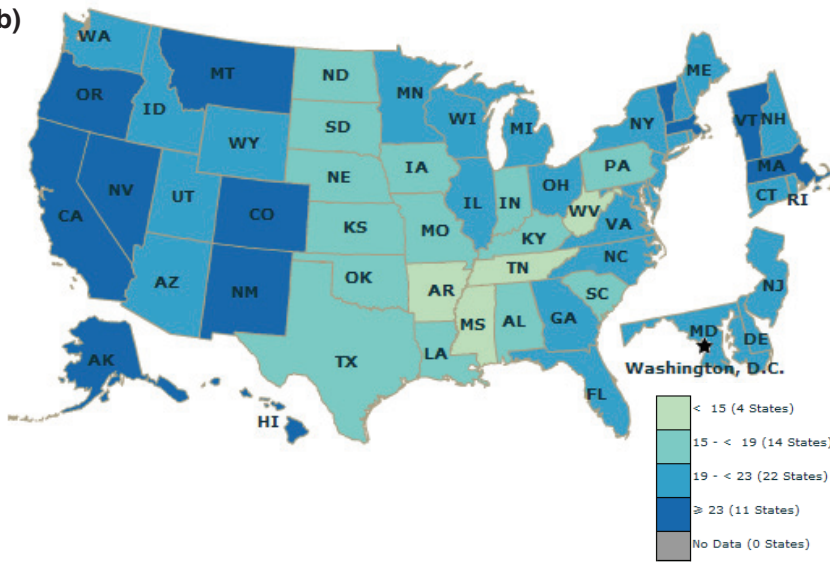 b)
WA
MT
ND
MN
ME
OR
ID
SD
WI
MI
NY
VT
NH
WY
IA
PA
MA
NE
CT
RI
NV
UT
CO
IL
IN
OH
WV
VA
CA
KS
MO
KY
NC
AZ
NM
OK
AR
TN
SC
NJ
MS
AL
GA
MD
DE
TX
LA
Washington, D.C.
AK
FL
HI
< 15 (4 States)
15 - < 19 (14 States)
19 - < 23 (22 States)
≥ 23 (11 States)
No Data (0 States)